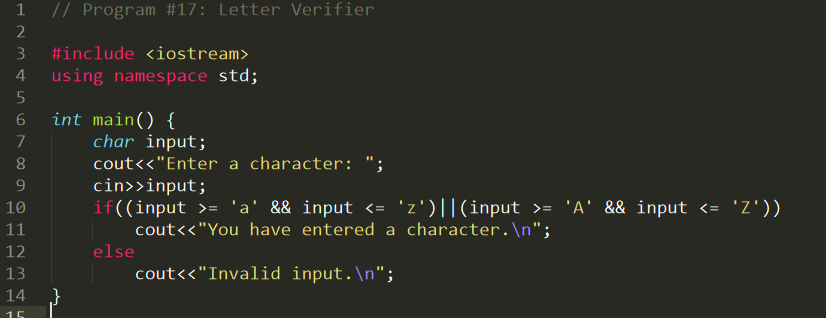 1 // Program #17: Letter Verifier
2
3 #include <iostream>
4 using namespace std;
5
6 int main() {
7     char input;
8     cout<<"Enter a character: ";
9     cin>>input;
10     if((input >= 'a' && input <= 'z')||(input >= 'A' && input <= 'Z'))
11         cout<<"You have entered a character.\n";
12     else
13         cout<<"Invalid input.\n";
14 }
15